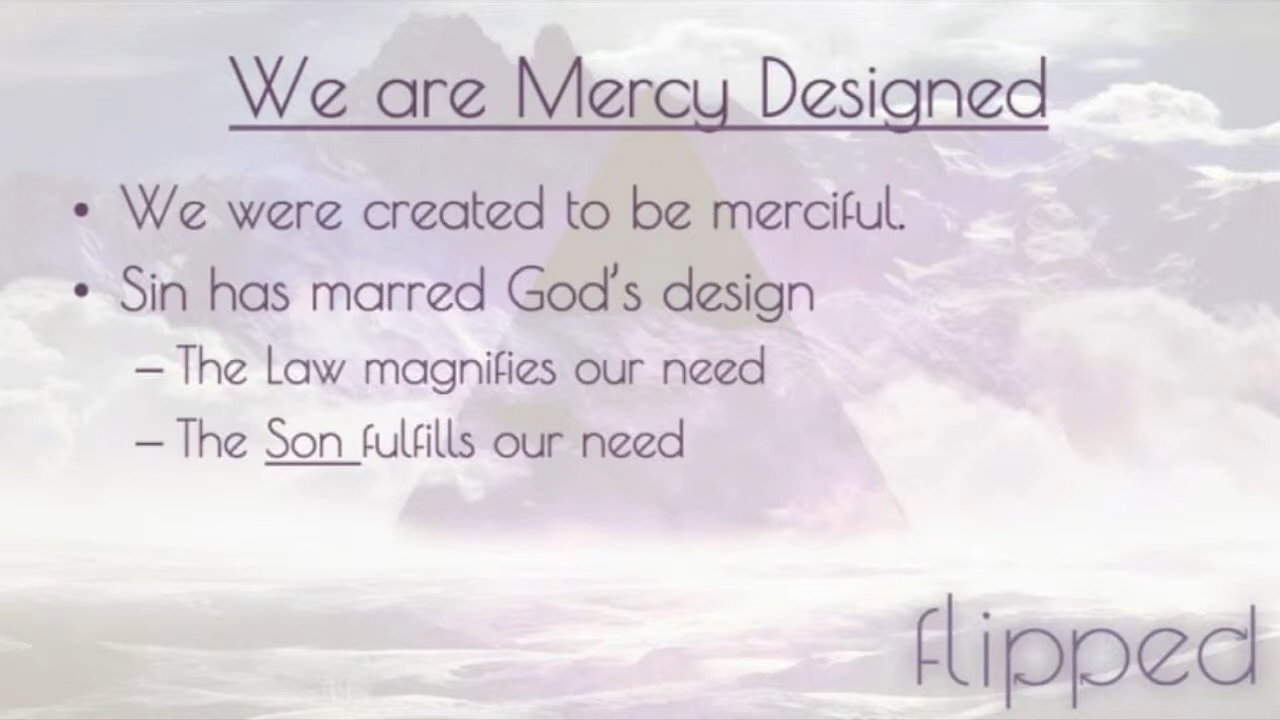 We are Mercy Designed
• We were created to be merciful.
• Sin has marred God's design
– The Law magnifies our need
– The Son fulfills our need
flipped